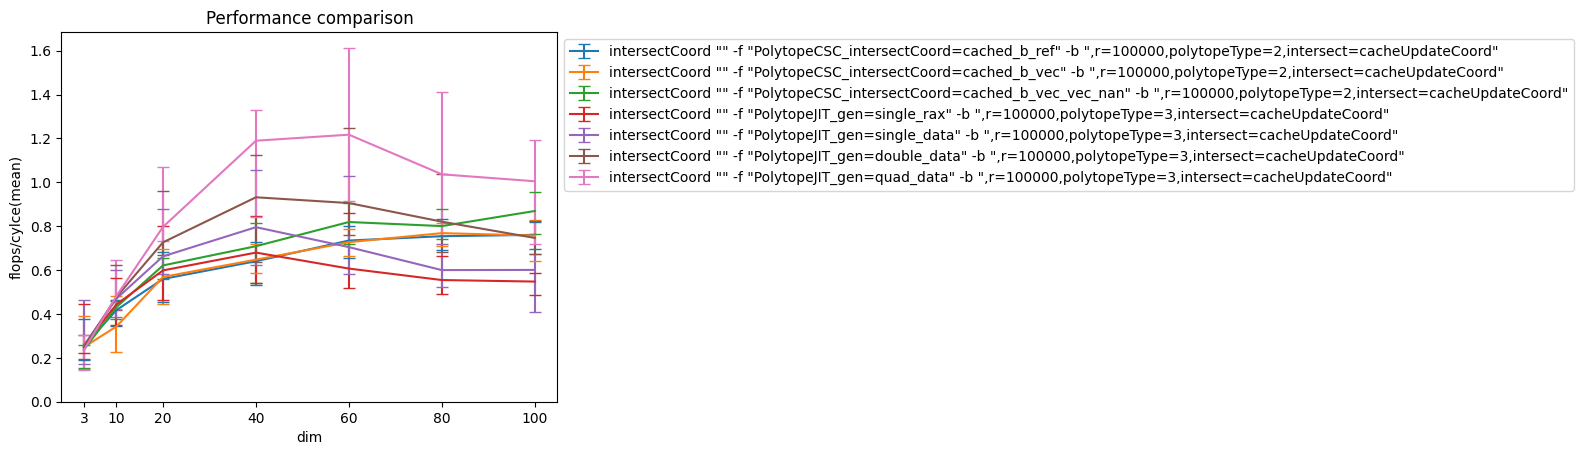 Performance comparison
flops/cylce(mean)
1.6
1.4
1.2
1.0
0.8
0.6
0.4
0.2
0.0
3 10 20 40 60 80 100
dim
intersectCoord "" -f "PolytopeCSC_intersectCoord=cached_b_ref" -b ",r=100000,polytopeType=2,intersect=cacheUpdateCoord"
intersectCoord "" -f "PolytopeCSC_intersectCoord=cached_b_vec" -b ",r=100000,polytopeType=2,intersect=cacheUpdateCoord"
intersectCoord "" -f "PolytopeCSC_intersectCoord=cached_b_vec_vec_nan" -b ",r=100000,polytopeType=2,intersect=cacheUpdateCoord"
intersectCoord "" -f "PolytopeJIT_gen=single_rax" -b ",r=100000,polytopeType=3,intersect=cacheUpdateCoord"
intersectCoord "" -f "PolytopeJIT_gen=single_data" -b ",r=100000,polytopeType=3,intersect=cacheUpdateCoord"
intersectCoord "" -f "PolytopeJIT_gen=double_data" -b ",r=100000,polytopeType=3,intersect=cacheUpdateCoord"
intersectCoord "" -f "PolytopeJIT_gen=quad_data" -b ",r=100000,polytopeType=3,intersect=cacheUpdateCoord"